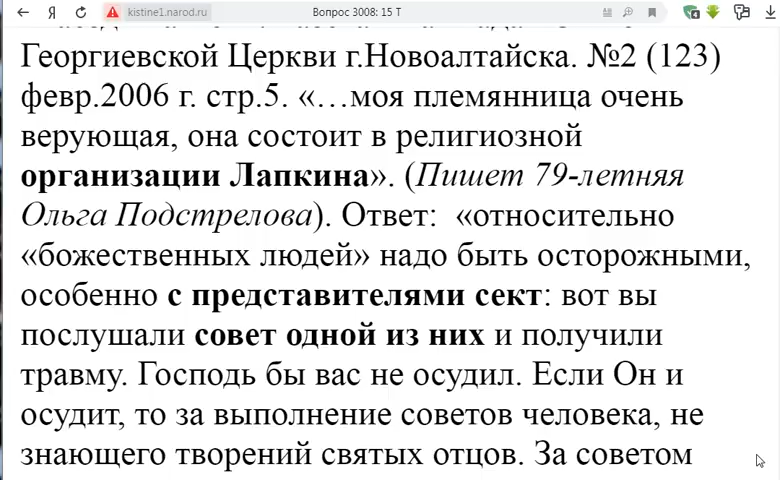 kistine1.narod.ru
Вопрос 3008: 15 Т
Георгиевской Церкви г.Новоалтайска. №2 (123)
февр.2006 г. стр.5. «…моя племянница очень
верующая, она состоит в религиозной
организации Лапкина». (Пишет 79-летняя
Ольга Подстрелова). Ответ: «относительно
«божественных людей» надо быть осторожными,
особенно с представителями сект: вот вы
послушали совет одной из них и получили
травму. Господь бы вас не осудил. Если Он и
осудит, то за выполнение советов человека, не
знающего творений святых отцов. За советом